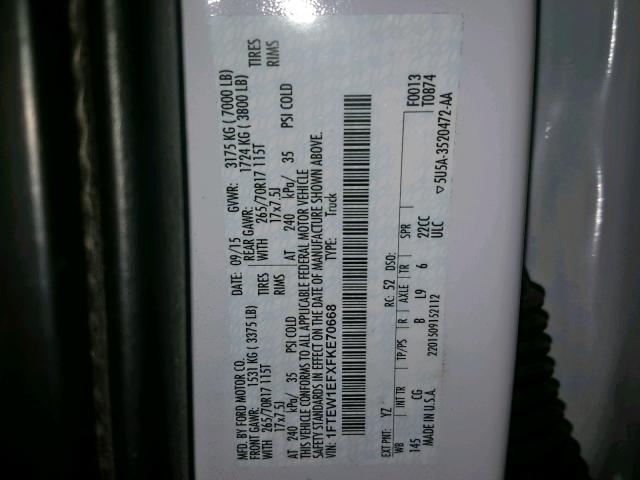 MFD. BY FORD MOTOR CO.
DATE: 09/15 GVWR: 3175 KG ( 7000 LB)
FRONT GAWR: 1531 KG ( 3375 LB) REAR GAWR: 1724 KG ( 3800 LB)
WITH 265/70R17 115T TIRES WITH 265/70R17 115T TIRES
17x7.5J RIMS 17x7.5J RIMS
AT 240 kPa/ 35 PSI COLD AT 240 kPa/ 35 PSI COLD
THIS VEHICLE CONFORMS TO ALL APPLICABLE FEDERAL MOTOR VEHICLE
SAFETY STANDARDS IN EFFECT ON THE DATE OF MANUFACTURE SHOWN ABOVE.
VIN: 1FTEW1EFXFKE70668 TYPE: Truck
EXT PNT: YZ RC: 52 DSO: F0013
WB INT TR TP/PS R AXLE TR SPR T0874
145 CG B L9 6 22CC
MADE IN U.S.A. ULC
2201509152112 ▽5U5A-3520472-AA